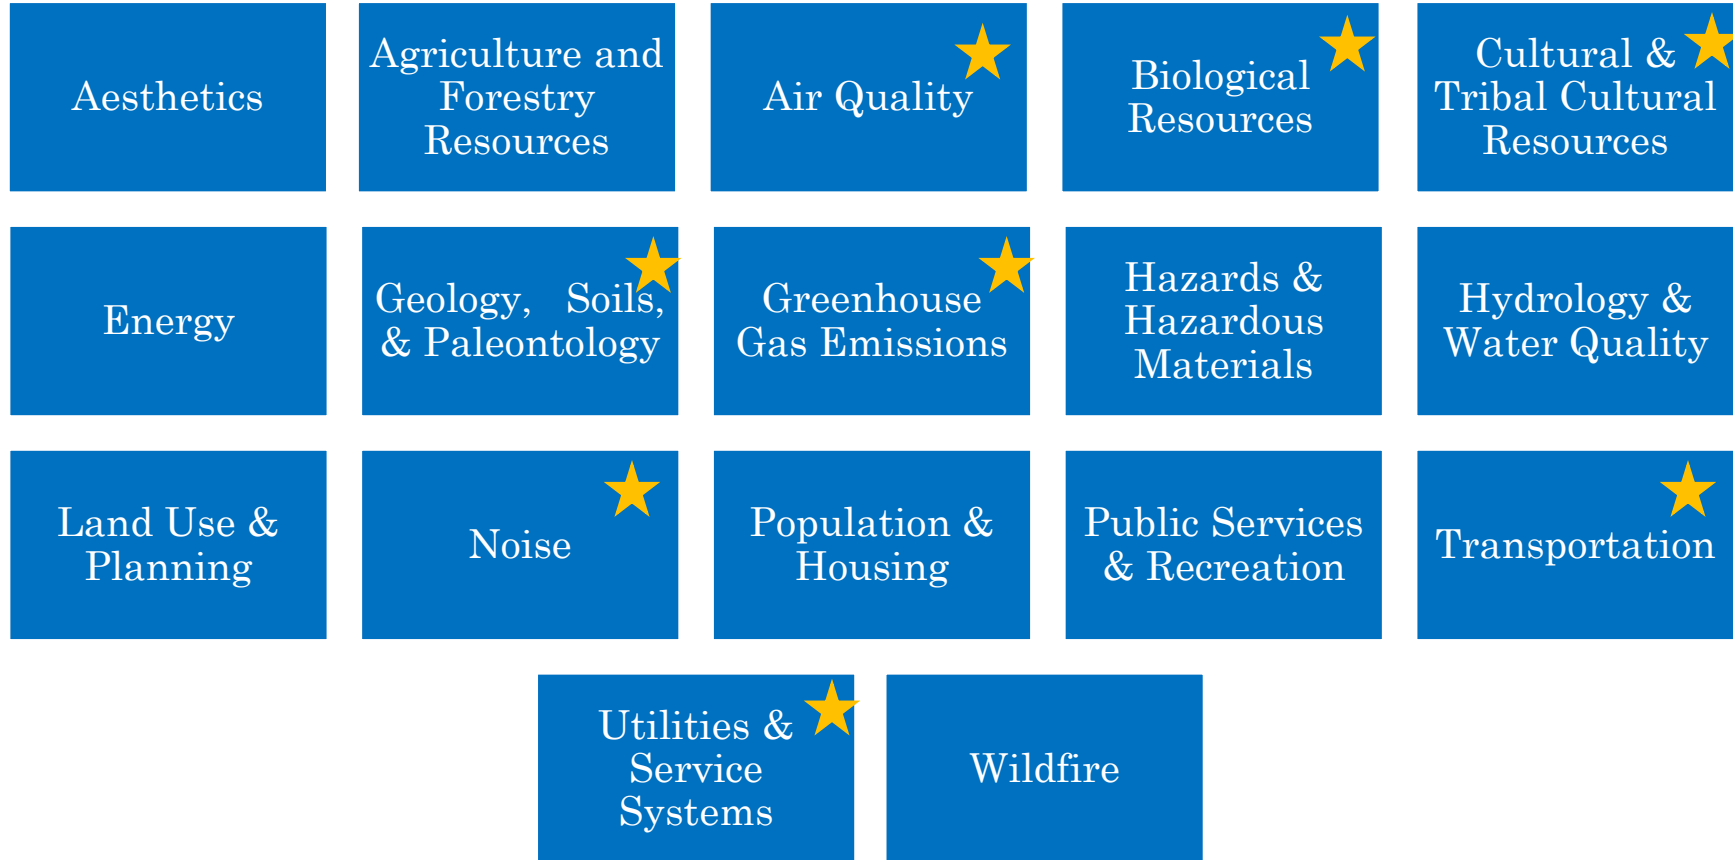 Aesthetics
Agriculture and
Forestry
Resources
Air Quality
Biological
Resources
Cultural &
Tribal Cultural
Resources
Energy
Geology, Soils,
& Paleontology
Greenhouse
Gas Emissions
Hazards &
Hazardous
Materials
Hydrology &
Water Quality
Land Use &
Planning
Noise
Population &
Housing
Public Services
& Recreation
Transportation
Utilities &
Service
Systems
Wildfire